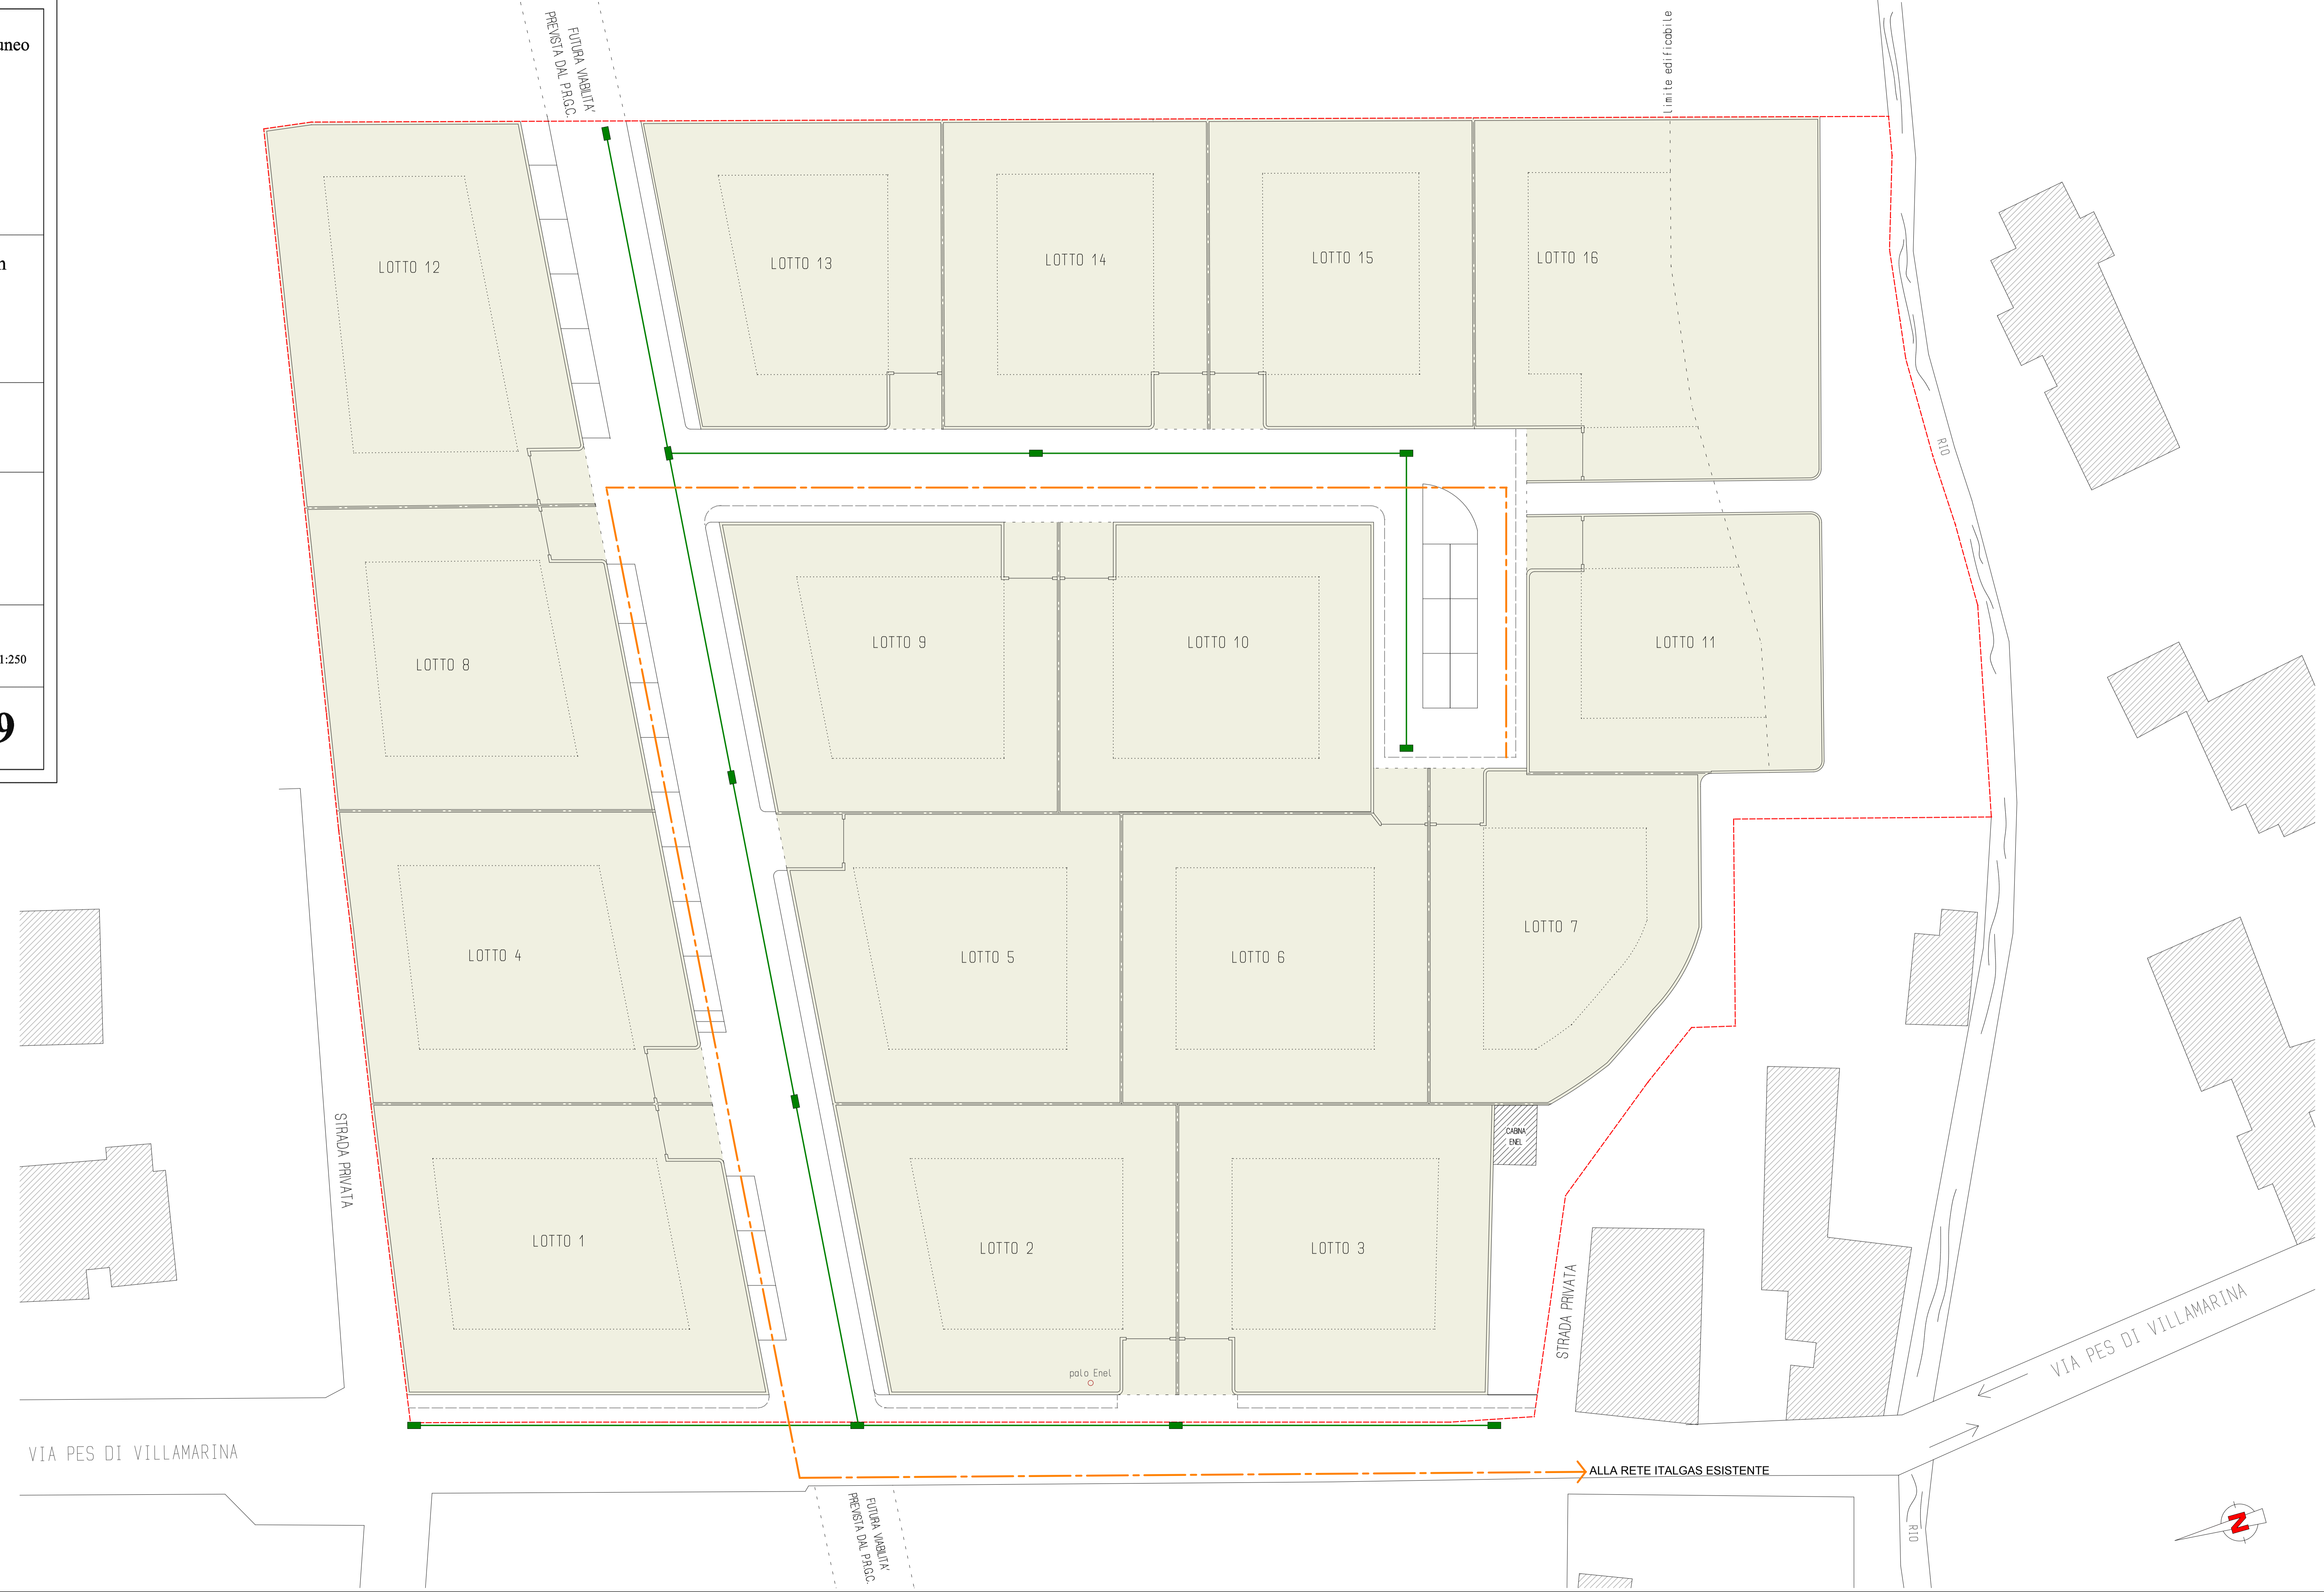 1:250
9
FUTURA VIABILITA'
PREVISTA DAL P.R.G.C.
limite edificabile
LOTTO 12
LOTTO 13
LOTTO 14
LOTTO 15
LOTTO 16
RIO
LOTTO 8
LOTTO 9
LOTTO 10
LOTTO 11
LOTTO 4
LOTTO 5
LOTTO 6
LOTTO 7
STRADA PRIVATA
CABINA
ENEL
LOTTO 1
LOTTO 2
LOTTO 3
STRADA PRIVATA
palo Enel
VIA PES DI VILLAMARINA
VIA PES DI VILLAMARINA
ALLA RETE ITALGAS ESISTENTE
FUTURA VIABILITA'
PREVISTA DAL P.R.G.C.
RIO
N